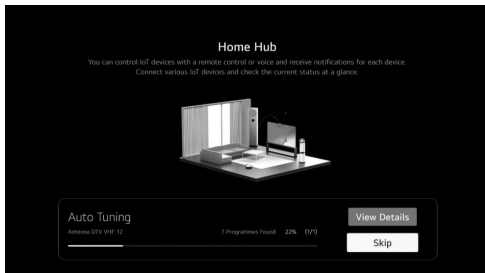 Home Hub
You can control IoT devices with a remote control or voice and receive notifications for each device.
Connect various IoT devices and check the current status at a glance.
Auto Tuning
View Details
Antenna DTV VHF. 12 7 Programmes Found 22% (1/1)
Skip